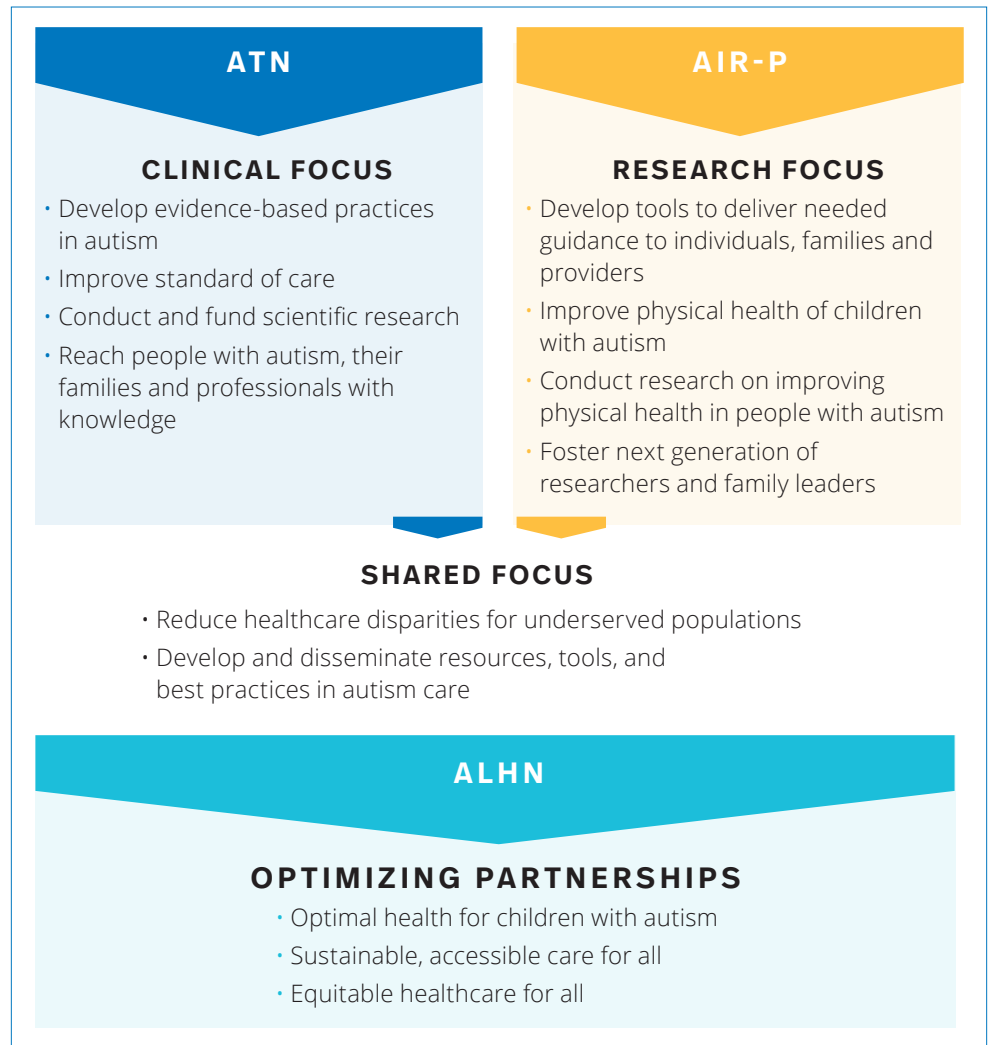 ATN
CLINICAL FOCUS
• Develop evidence-based practices
in autism
• Improve standard of care
• Conduct and fund scientific research
• Reach people with autism, their
families and professionals with
knowledge
AIR-P
RESEARCH FOCUS
• Develop tools to deliver needed
guidance to individuals, families and
providers
• Improve physical health of children
with autism
• Conduct research on improving
physical health in people with autism
• Foster next generation of
researchers and family leaders
SHARED FOCUS
• Reduce healthcare disparities for underserved populations
• Develop and disseminate resources, tools, and
best practices in autism care
ALHN
OPTIMIZING PARTNERSHIPS
• Optimal health for children with autism
• Sustainable, accessible care for all
• Equitable healthcare for all